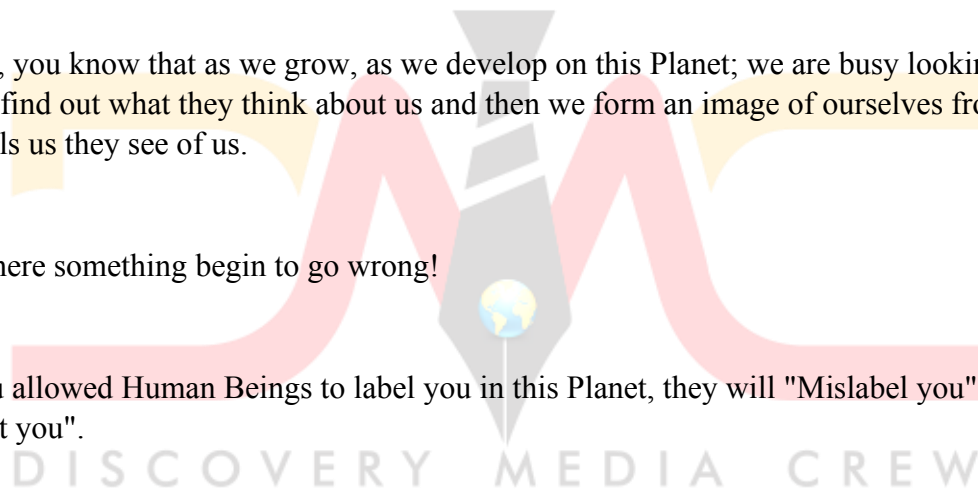 , you know that as we grow, as we develop on this Planet; we are busy lookin
find out what they think about us and then we form an image of ourselves fro
ls us they see of us.
here something begin to go wrong!
u allowed Human Beings to label you in this Planet, they will "Mislabel you"
t you".
DISCOVERY MEDIA CREW